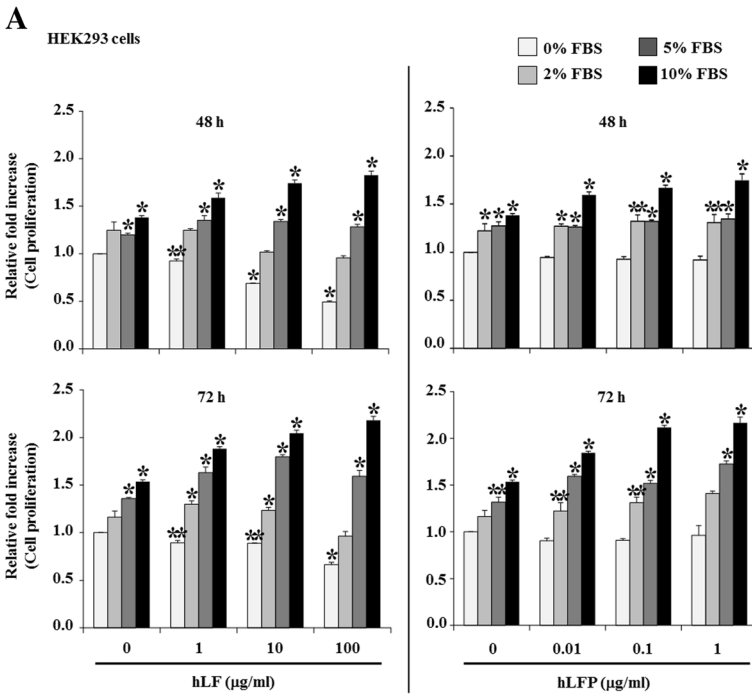 A
HEK293 cells
0% FBS
5% FBS
2% FBS
10% FBS
48 h
Relative fold increase
(Cell proliferation)
2.5
2.0
1.5
1.0
0.5
0.0
* * ** * * * * * * * *
48 h
2.5
2.0
1.5
1.0
0.5
0.0
* * * * * * ** * * ** * *
72 h
Relative fold increase
(Cell proliferation)
2.5
2.0
1.5
1.0
0.5
0.0
* * ** * * * ** * * * * * *
0 1 10 100
hLF (µg/ml)
72 h
2.5
2.0
1.5
1.0
0.5
0.0
** * ** * * ** * * * *
0 0.01 0.1 1
hLFP (µg/ml)